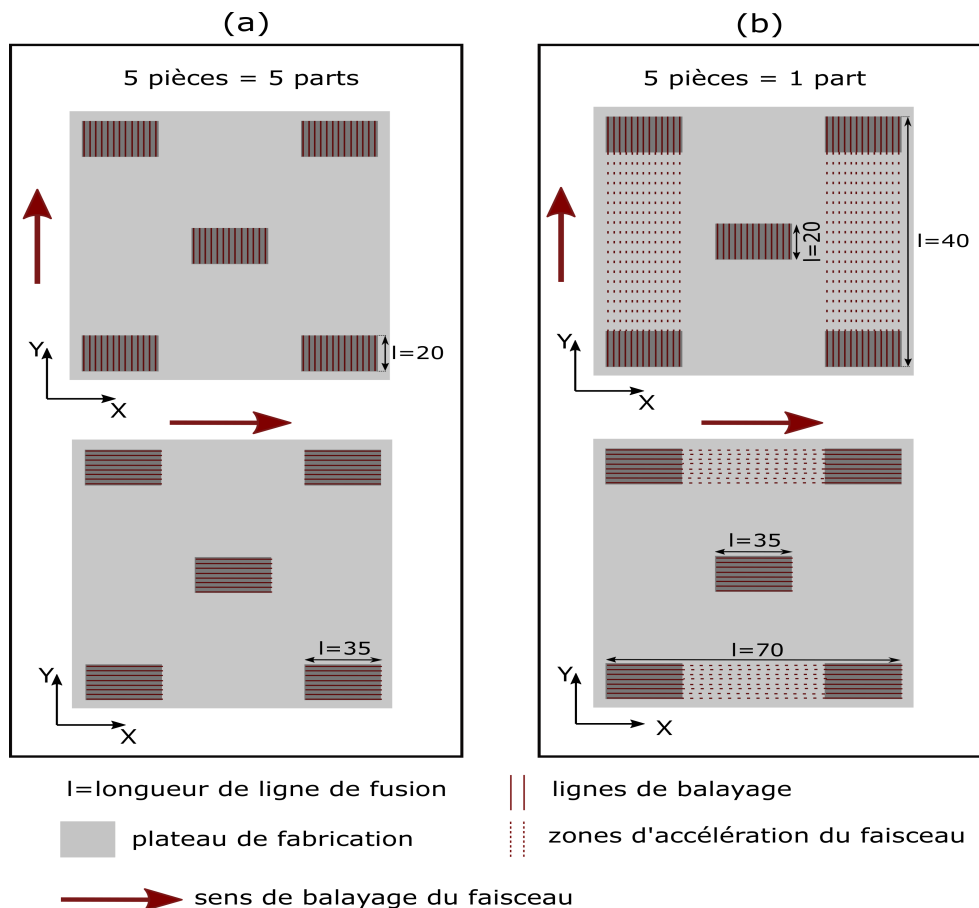 (a)
5 pièces = 5 parts
l=20
Y
X
l=35
Y
X
(b)
5 pièces = 1 part
l=20
l=40
Y
X
l=35
l=70
Y
X
l=longueur de ligne de fusion
lignes de balayage
plateau de fabrication
zones d'accélération du faisceau
sens de balayage du faisceau